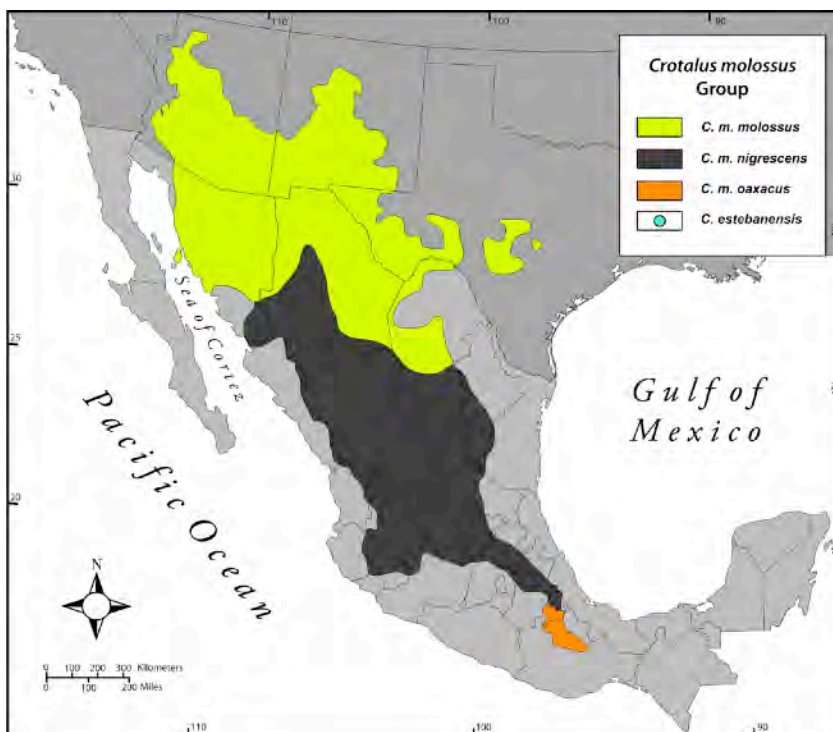 110
100
90
Crotalus molossus
Group
C. m. molossus
C. m. nigrescens
C. m. oaxacus
C. estebanensis
30
25
20
Sea of Cortez
Gulf of
Mexico
Pacific Ocean
N
0 100 200 300 Kilometers
0 100 200 Miles
110
100
90